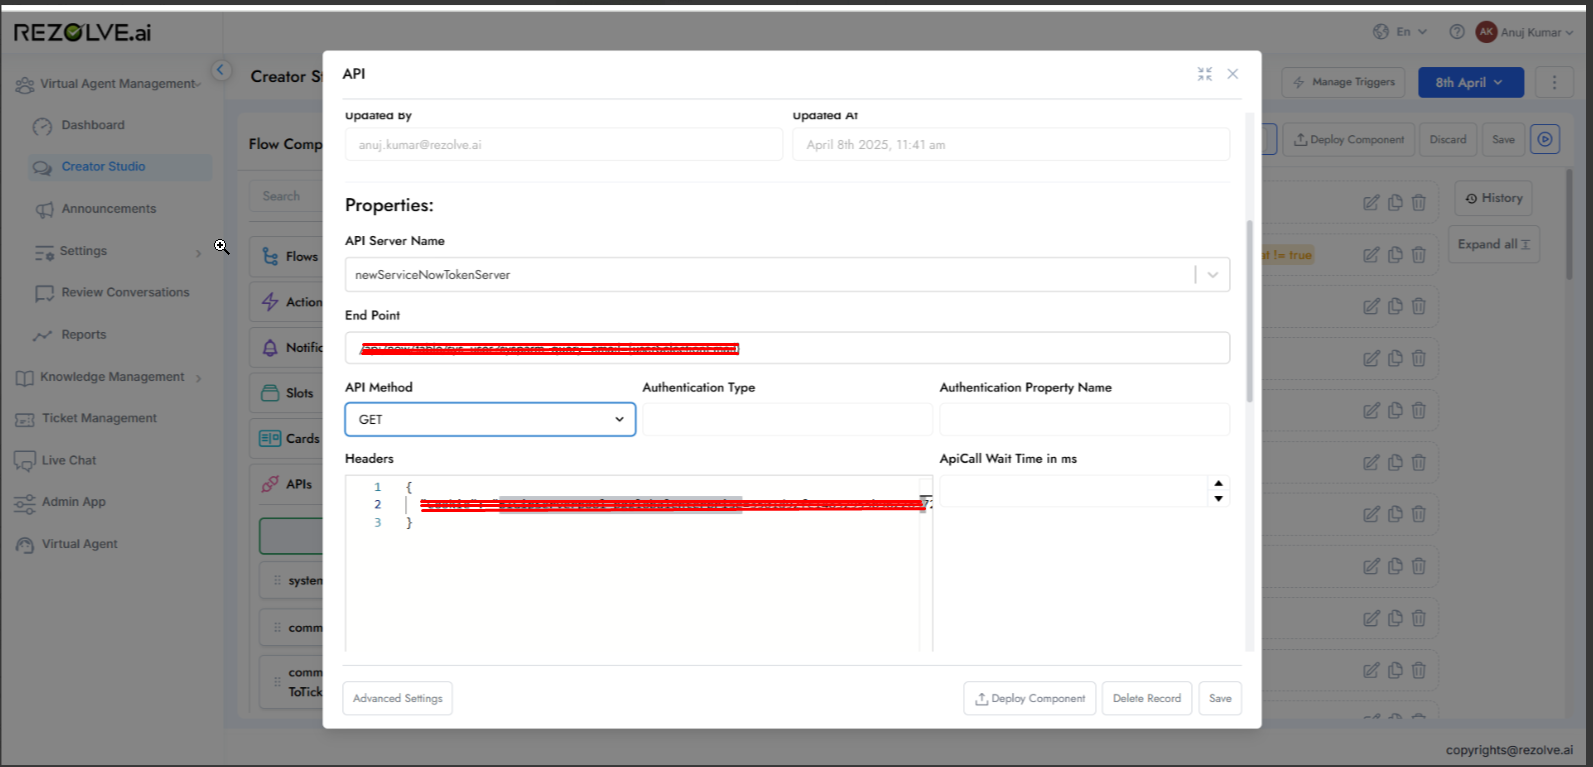 REZOLVE.ai
En
AK
Anuj Kumar
Virtual Agent Management
Dashboard
Creator Studio
Announcements
Settings
Review Conversations
Reports
Knowledge Management
Ticket Management
Live Chat
Admin App
Virtual Agent
Creator S
Manage Triggers
8th April
Flow Comp
Deploy Component
Discard
Save
Search
History
Expand all
at != true
Flows
Action
Notific
Slots
Cards
APIs
system
comm
comm
ToTick
API
Updated By
Updated At
anuj.kumar@rezolve.ai
April 8th 2025, 11:41 am
Properties:
API Server Name
newServiceNowTokenServer
End Point
API Method
Authentication Type
Authentication Property Name
GET
Headers
ApiCall Wait Time in ms
1 {
2
3 }
Advanced Settings
Deploy Component
Delete Record
Save
copyrights@rezolve.ai